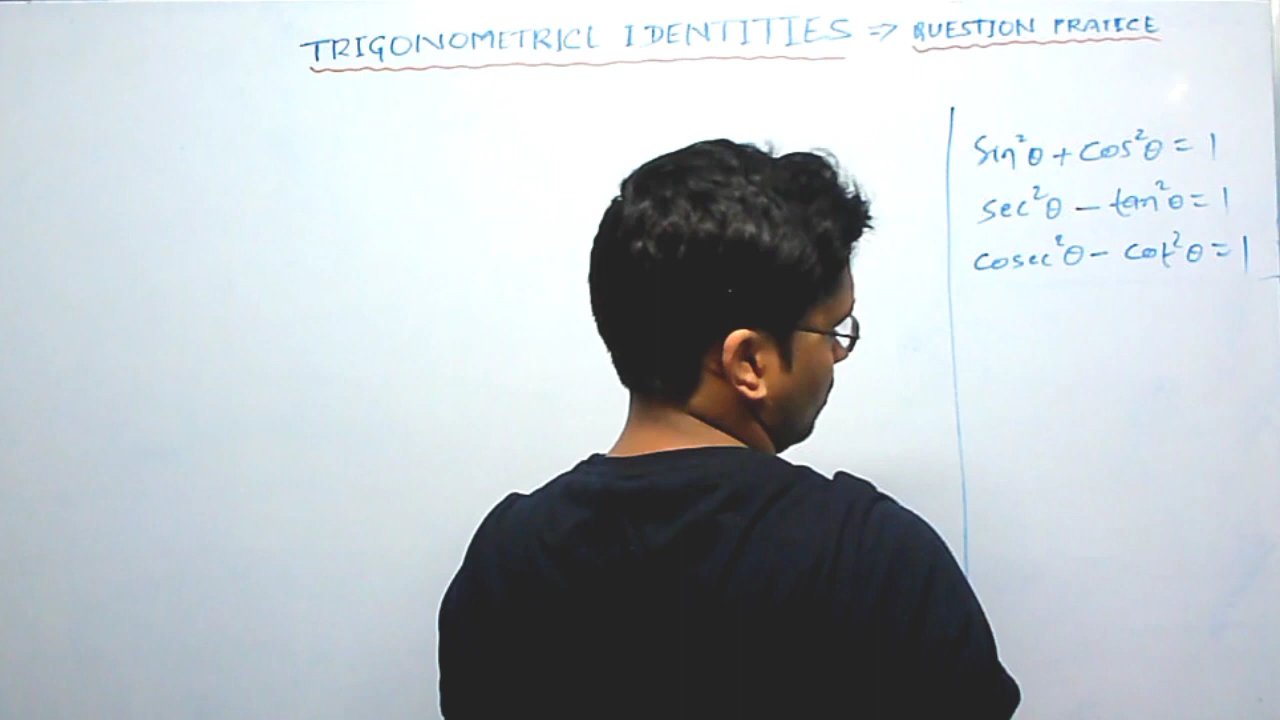 TRIGONOMETRICL IDENTITIES => QUESTION PRATICE
Sin²θ + Cos²θ = 1
sec²θ - tan²θ = 1
cosec²θ - cot²θ = 1